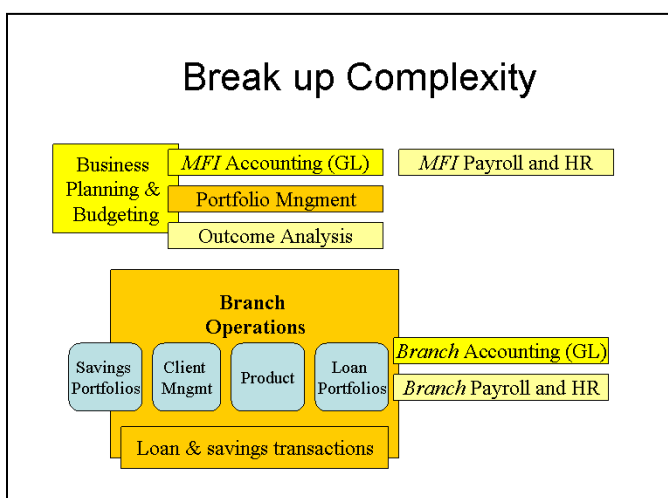 Break up Complexity
Business
Planning &
Budgeting
MFI Accounting (GL)
MFI Payroll and HR
Portfolio Mngment
Outcome Analysis
Branch
Operations
Savings
Portfolios
Client
Mngmt
Product
Loan
Portfolios
Branch Accounting (GL)
Branch Payroll and HR
Loan & savings transactions